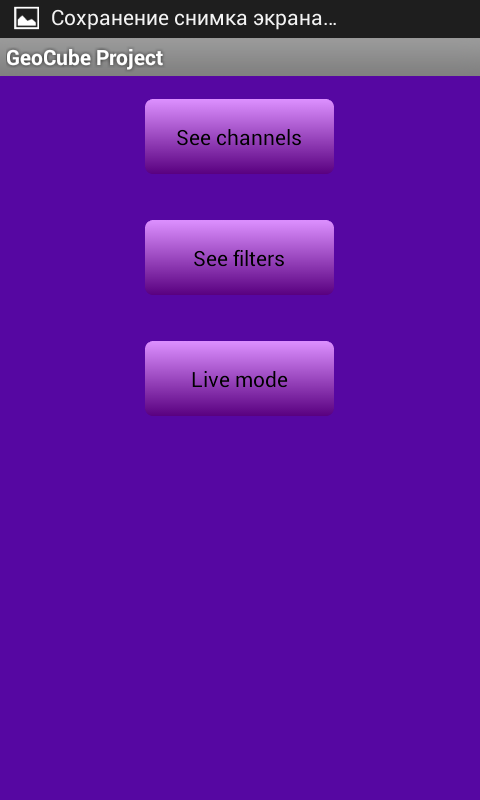 Сохранение снимка экрана…
GeoCube Project
See channels
See filters
Live mode